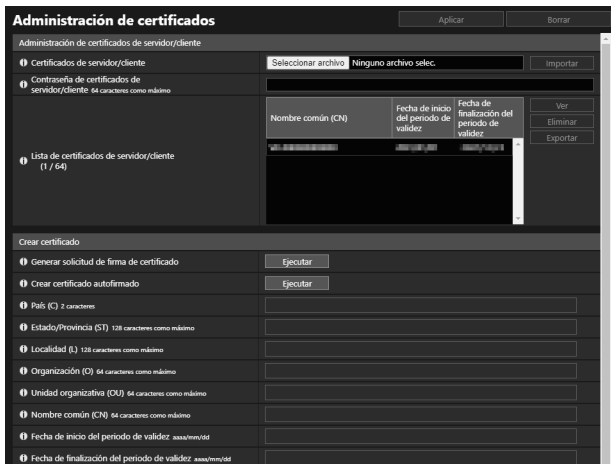 Administración de certificados
Aplicar
Borrar
Administración de certificados de servidor/cliente
Certificados de servidor/cliente
Seleccionar archivo Ninguno archivo selec.
Importar
Contraseña de certificados de
servidor/cliente 64 caracteres como máximo
Lista de certificados de servidor/cliente
(1 / 64)
Nombre común (CN)
Fecha de inicio
del periodo de
validez
Fecha de
finalización del
periodo de
validez
Ver
Eliminar
Exportar
Crear certificado
Generar solicitud de firma de certificado
Ejecutar
Crear certificado autofirmado
Ejecutar
País (C) 2 caracteres
Estado/Provincia (ST) 128 caracteres como máximo
Localidad (L) 128 caracteres como máximo
Organización (O) 64 caracteres como máximo
Unidad organizativa (OU) 64 caracteres como máximo
Nombre común (CN) 64 caracteres como máximo
Fecha de inicio del periodo de validez aaaa/mm/dd
Fecha de finalización del periodo de validez aaaa/mm/dd